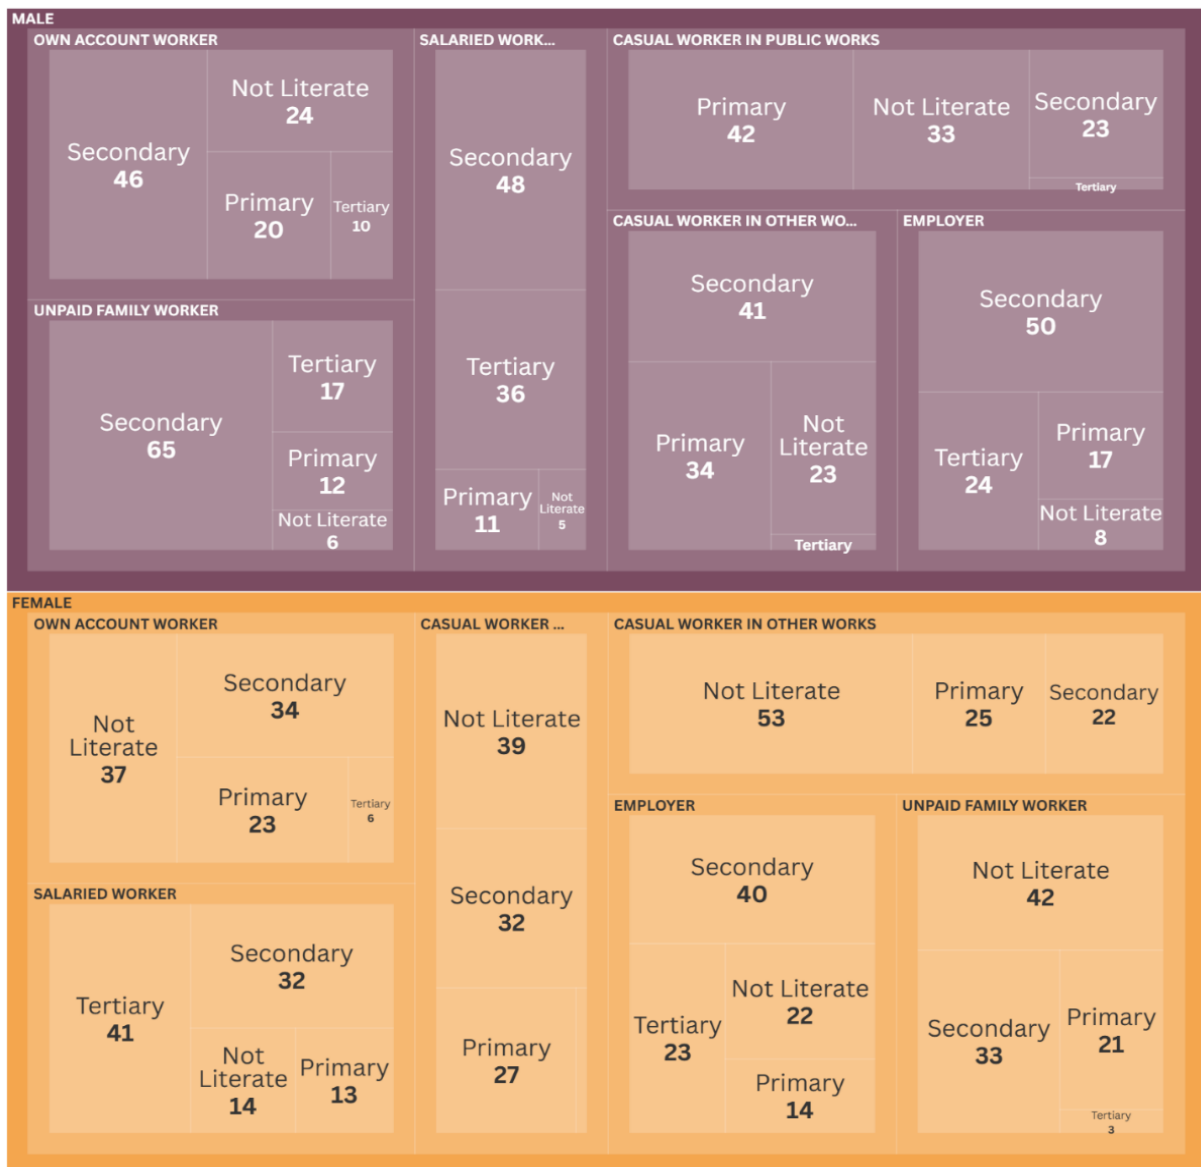 MALE
OWN ACCOUNT WORKER
Secondary
46
Not Literate
24
Primary
20
Tertiary
10
UNPAID FAMILY WORKER
Secondary
65
Tertiary
17
Primary
12
Not Literate
6
SALARIED WORK...
Secondary
48
Tertiary
36
Primary
11
Not
Literate
5
CASUAL WORKER IN PUBLIC WORKS
Primary
42
Not Literate
33
Secondary
23
Tertiary
CASUAL WORKER IN OTHER WO...
Secondary
41
Primary
34
Not
Literate
23
Tertiary
EMPLOYER
Secondary
50
Tertiary
24
Primary
17
Not Literate
8
FEMALE
OWN ACCOUNT WORKER
Not
Literate
37
Secondary
34
Primary
23
Tertiary
6
SALARIED WORKER
Tertiary
41
Secondary
32
Not
Literate
14
Primary
13
CASUAL WORKER ...
Not Literate
39
Secondary
32
Primary
27
CASUAL WORKER IN OTHER WORKS
Not Literate
53
Primary
25
Secondary
22
EMPLOYER
Secondary
40
Tertiary
23
Not Literate
22
Primary
14
UNPAID FAMILY WORKER
Not Literate
42
Secondary
33
Primary
21
Tertiary
3